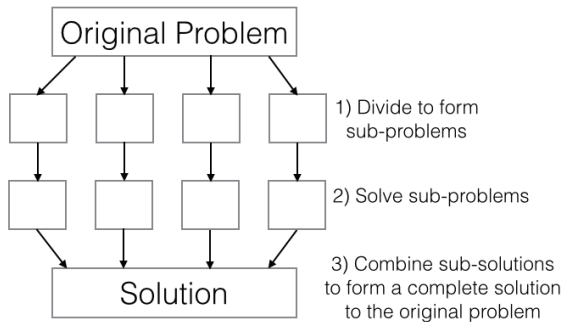 Original Problem
1) Divide to form
sub-problems
2) Solve sub-problems
3) Combine sub-solutions
to form a complete solution
to the original problem
Solution